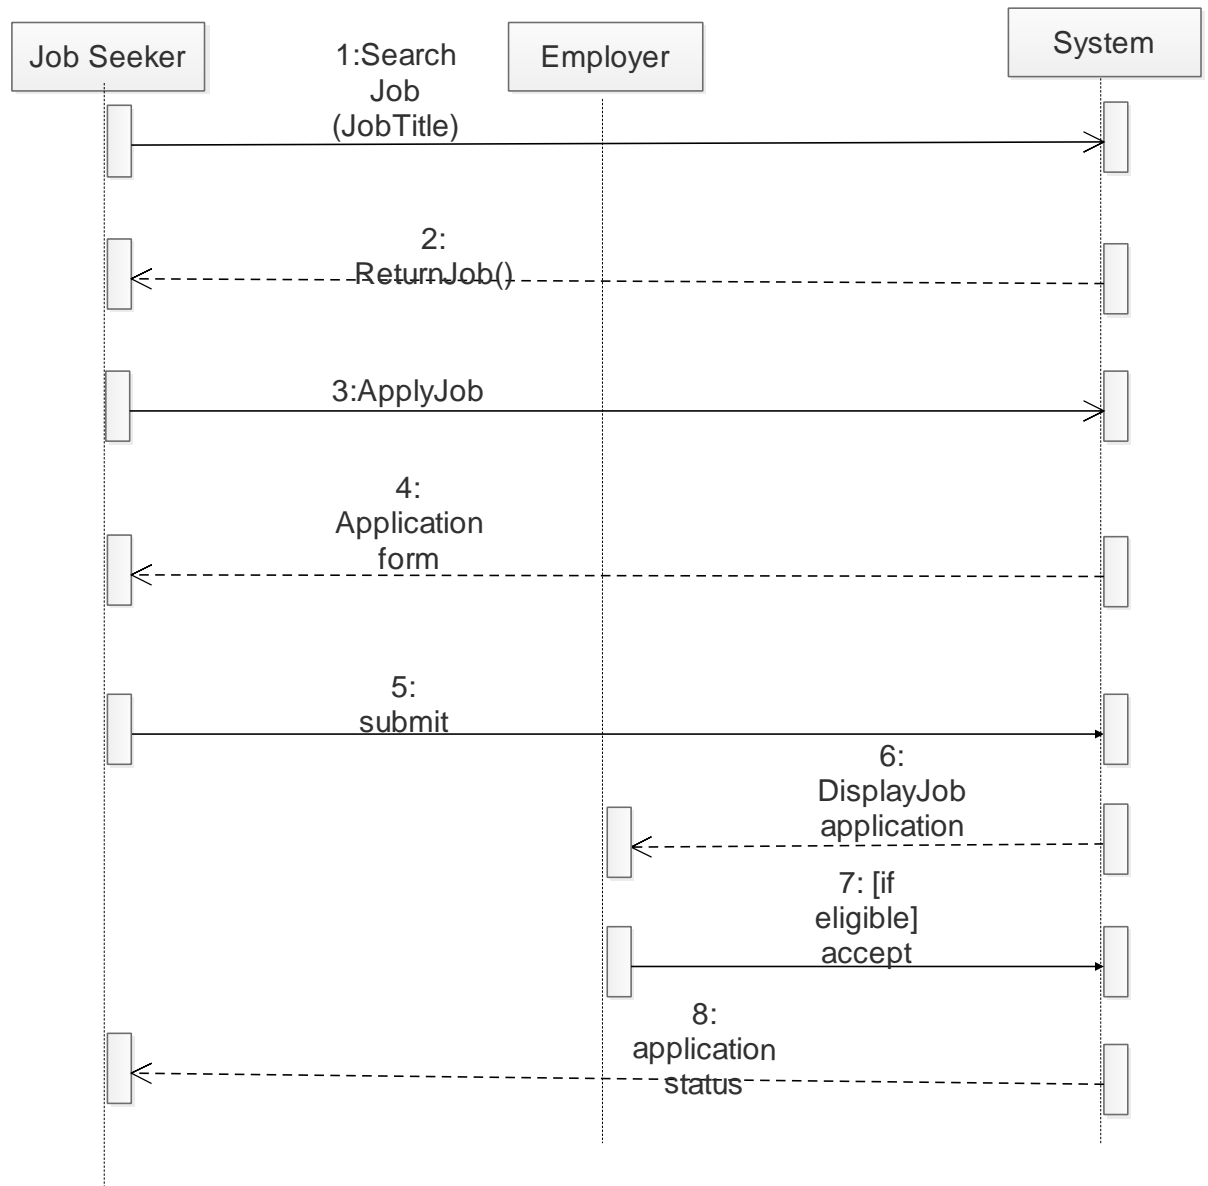 Job Seeker
Employer
System
1:Search
Job
(JobTitle)
2:
ReturnJob()
3:ApplyJob
4:
Application
form
5:
submit
6:
DisplayJob
application
7: [if
eligible]
accept
8:
application
status